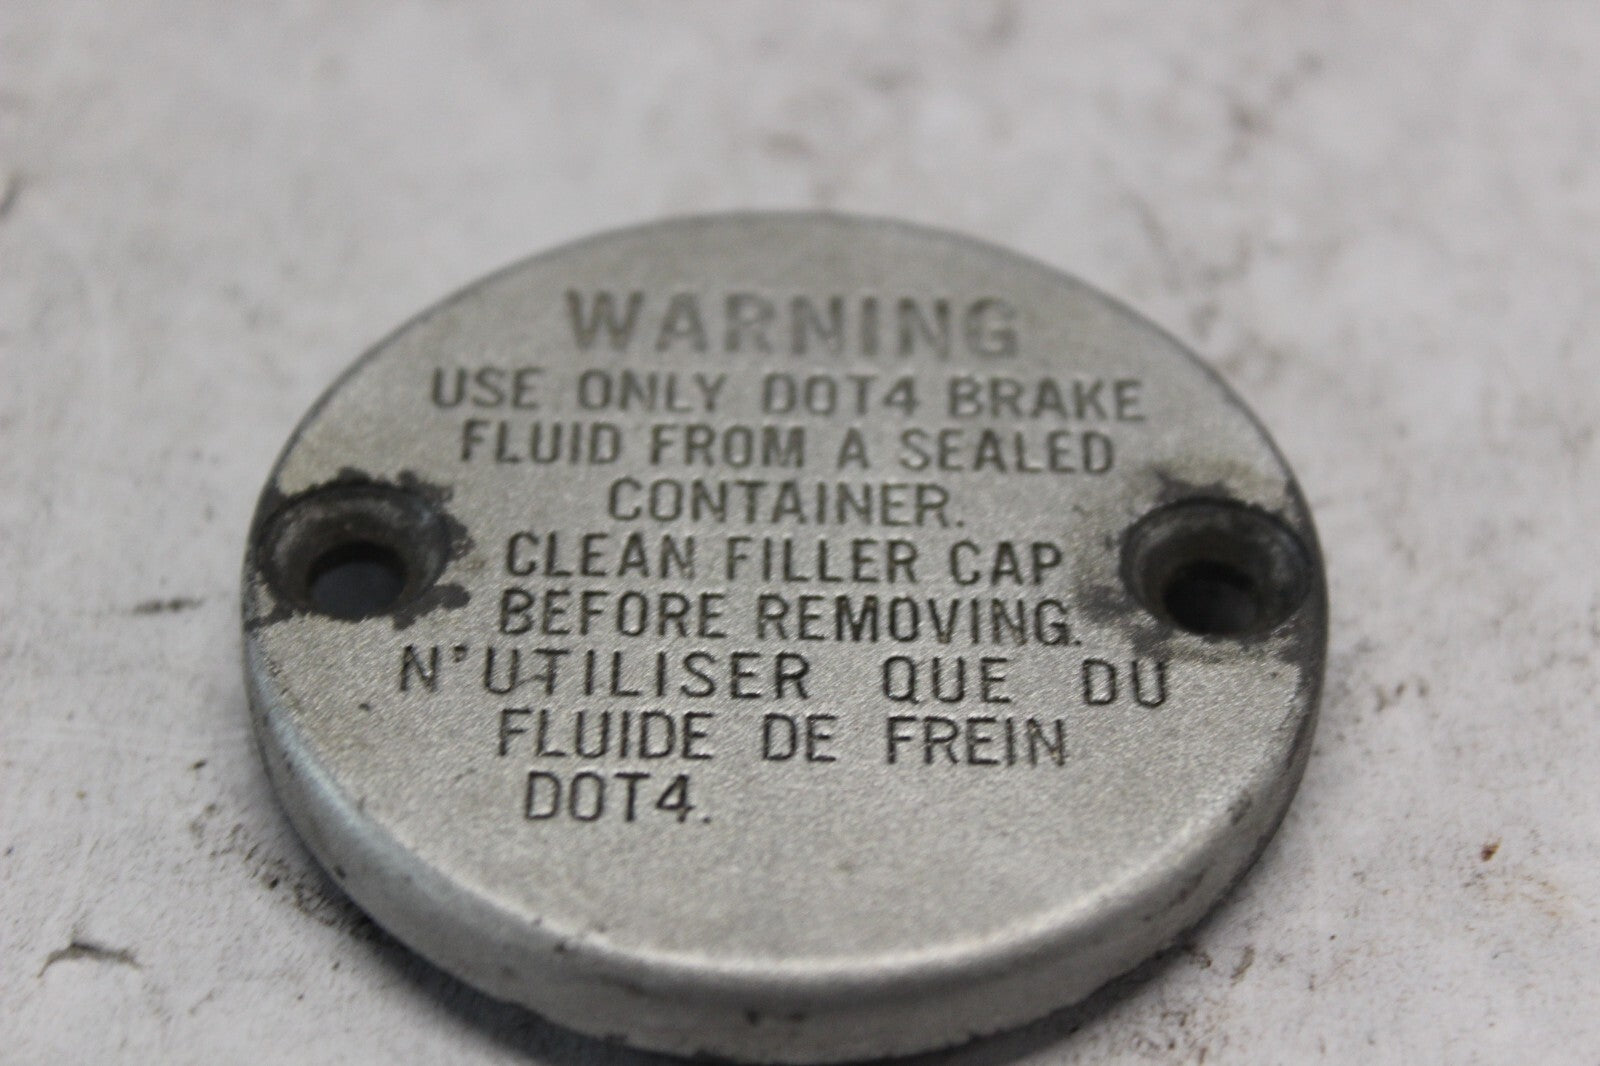 WARNING
USE ONLY DOT4 BRAKE
FLUID FROM A SEALED
CONTAINER.
CLEAN FILLER CAP
BEFORE REMOVING.
N'UTILISER QUE DU
FLUIDE DE FREIN
DOT4.